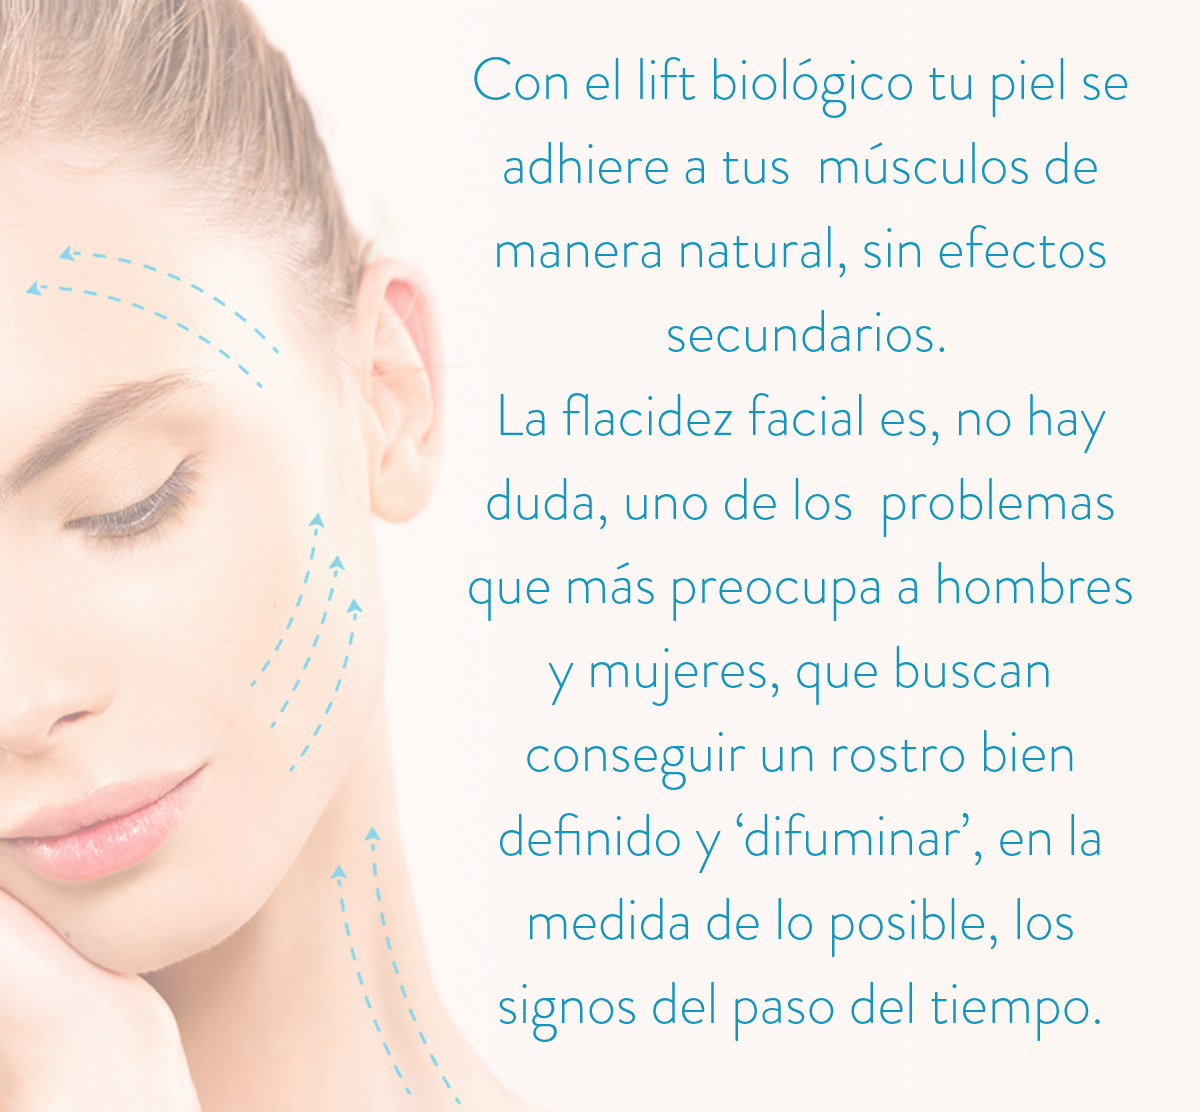 Con el lift biológico tu piel se
adhiere a tus  músculos de
manera natural, sin efectos
secundarios.
La flacidez facial es, no hay
duda, uno de los  problemas
que más preocupa a hombres
y mujeres, que buscan
conseguir un rostro bien
definido y ‘difuminar’, en la
medida de lo posible, los
signos del paso del tiempo.